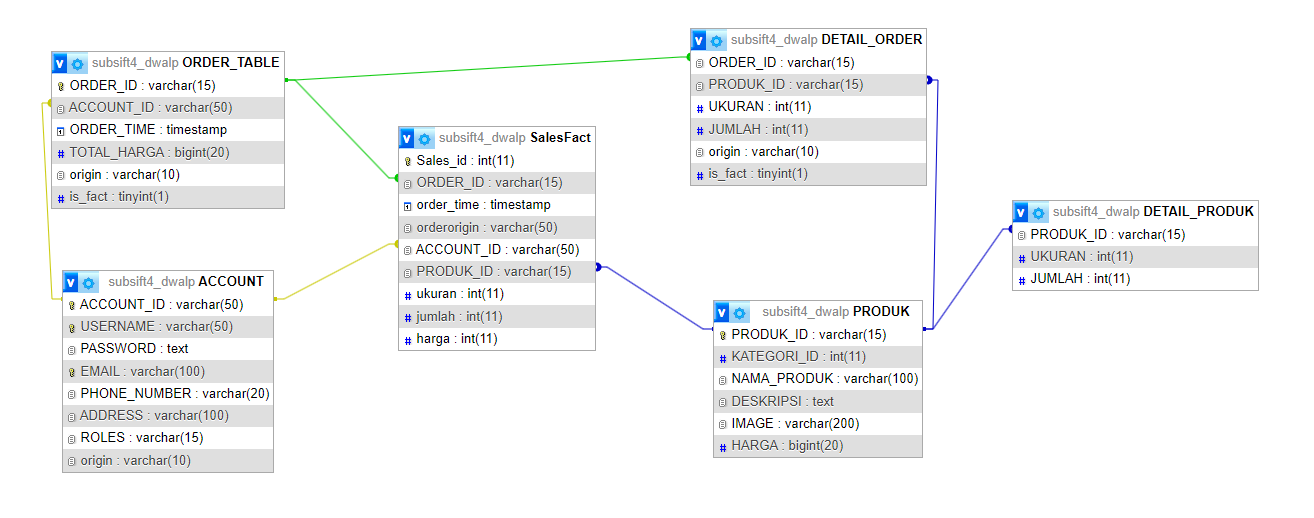 subsift4_dwalp ORDER_TABLE
ORDER_ID : varchar(15)
ACCOUNT_ID : varchar(50)
ORDER_TIME : timestamp
TOTAL_HARGA : bigint(20)
origin : varchar(10)
is_fact : tinyint(1)
subsift4_dwalp ACCOUNT
ACCOUNT_ID : varchar(50)
USERNAME : varchar(50)
PASSWORD : text
EMAIL : varchar(100)
PHONE_NUMBER : varchar(20)
ADDRESS : varchar(100)
ROLES : varchar(15)
origin : varchar(10)
subsift4_dwalp SalesFact
Sales_id : int(11)
ORDER_ID : varchar(15)
order_time : timestamp
orderorigin : varchar(50)
ACCOUNT_ID : varchar(50)
PRODUK_ID : varchar(15)
ukuran : int(11)
jumlah : int(11)
harga : int(11)
subsift4_dwalp DETAIL_ORDER
ORDER_ID : varchar(15)
PRODUK_ID : varchar(15)
UKURAN : int(11)
JUMLAH : int(11)
origin : varchar(10)
is_fact : tinyint(1)
subsift4_dwalp PRODUK
PRODUK_ID : varchar(15)
KATEGORI_ID : int(11)
NAMA_PRODUK : varchar(100)
DESKRIPSI : text
IMAGE : varchar(200)
HARGA : bigint(20)
subsift4_dwalp DETAIL_PRODUK
PRODUK_ID : varchar(15)
UKURAN : int(11)
JUMLAH : int(11)